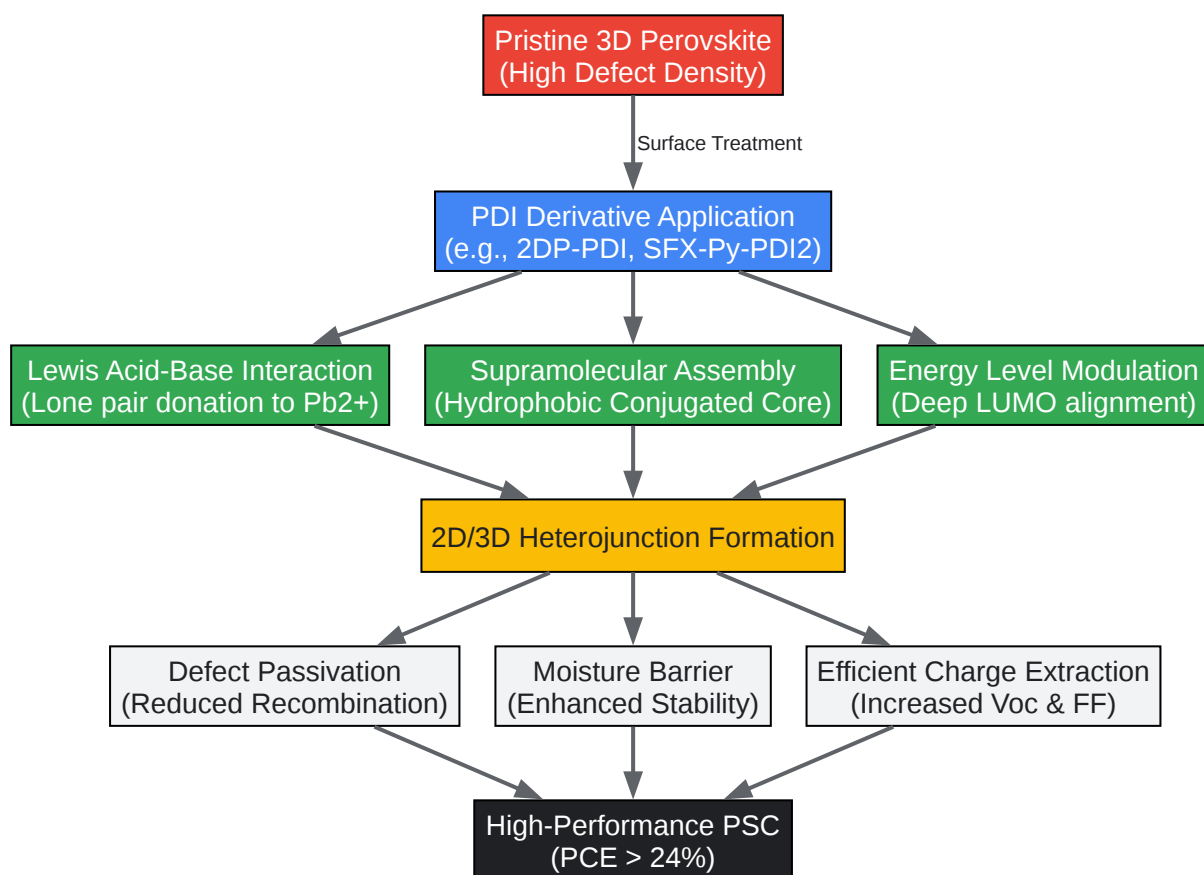 Pristine 3D Perovskite
(High Defect Density)
Surface Treatment
PDI Derivative Application
(e.g., 2DP-PDI, SFX-Py-PDI2)
Lewis Acid-Base Interaction
(Lone pair donation to Pb2+)
Supramolecular Assembly
(Hydrophobic Conjugated Core)
Energy Level Modulation
(Deep LUMO alignment)
2D/3D Heterojunction Formation
Defect Passivation
(Reduced Recombination)
Moisture Barrier
(Enhanced Stability)
Efficient Charge Extraction
(Increased Voc & FF)
High-Performance PSC
(PCE > 24%)